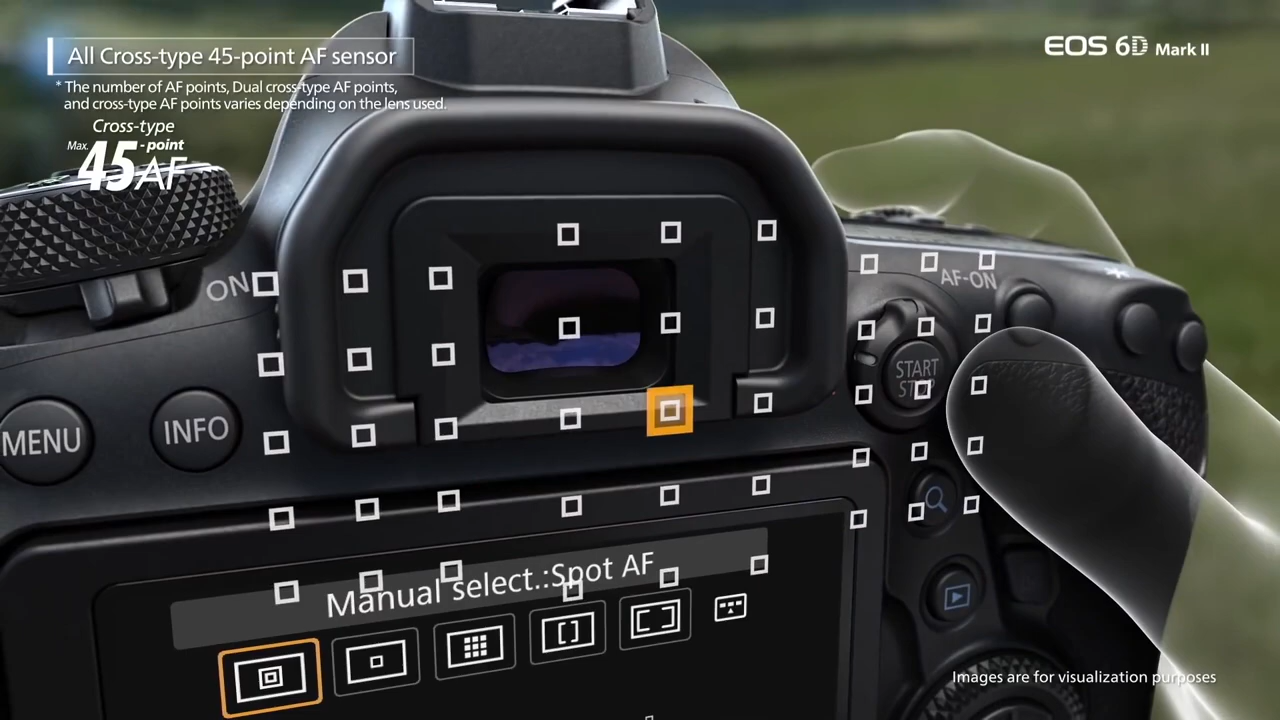 All Cross-type 45-point AF sensor
* The number of AF points, Dual cross-type AF points,
and cross-type AF points varies depending on the lens used.
Cross-type
Max. 45-point AF
EOS 6D Mark II
ON
AF-ON
*
START
STOP
MENU
INFO
Manual select.:Spot AF
Images are for visualization purposes